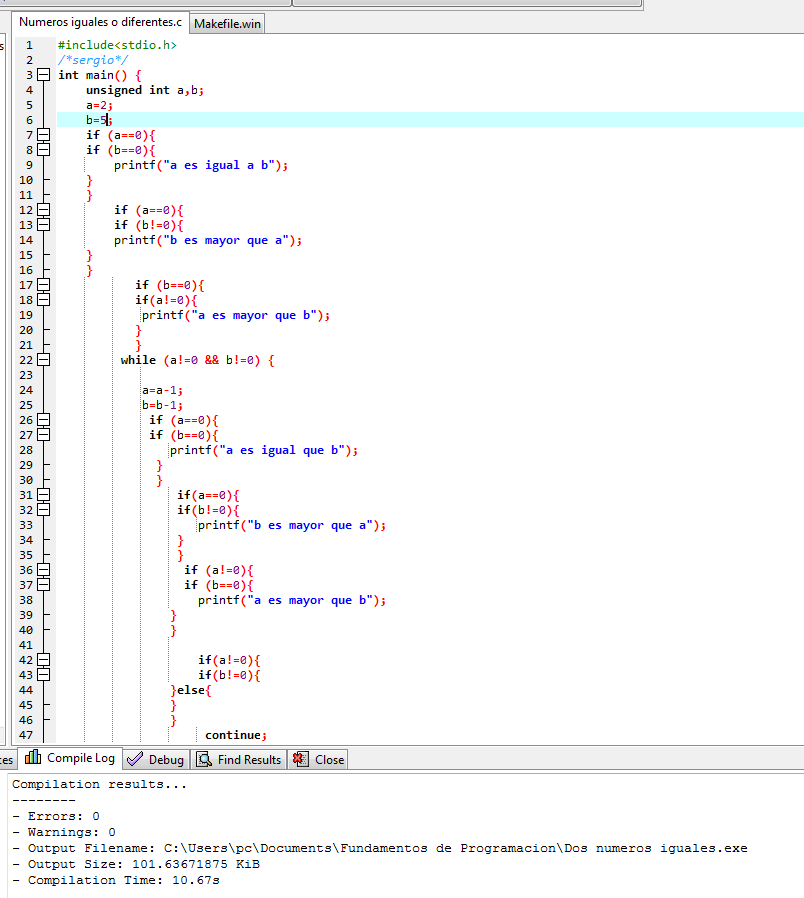 Numeros iguales o diferentes.c Makefile.win
1 #include<stdio.h>
2 /*sergio*/
3 int main() {
4 unsigned int a,b;
5 a=2;
6 b=5;
7 if (a==0){
8 if (b==0){
9 printf("a es igual a b");
10 }
11 }
12 if (a==0){
13 if (b!=0){
14 printf("b es mayor que a");
15 }
16 }
17 if (b==0){
18 if(a!=0){
19 printf("a es mayor que b");
20 }
21 }
22 while (a!=0 && b!=0) {
23
24 a=a-1;
25 b=b-1;
26 if (a==0){
27 if (b==0){
28 printf("a es igual que b");
29 }
30 }
31 if(a==0){
32 if(b!=0){
33 printf("b es mayor que a");
34 }
35 }
36 if (a!=0){
37 if (b==0){
38 printf("a es mayor que b");
39 }
40 }
41
42 if(a!=0){
43 if(b!=0){
44 }else{
45 }
46 }
47 continue;
ces Compile Log Debug Find Results Close
Compilation results...
--------
- Errors: 0
- Warnings: 0
- Output Filename: C:\Users\pc\Documents\Fundamentos de Programacion\Dos numeros iguales.exe
- Output Size: 101.63671875 KiB
- Compilation Time: 10.67s